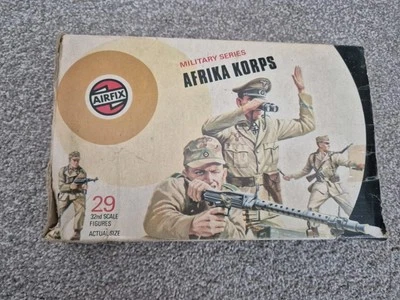 MILITARY SERIES
AFRIKA KORPS
AIRFIX
29
32nd SCALE
FIGURES
ACTUAL SIZE